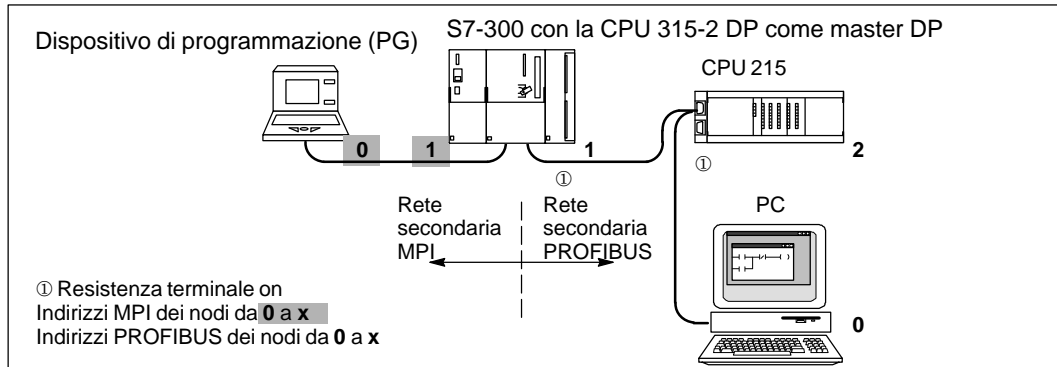 Dispositivo di programmazione (PG)
S7-300 con la CPU 315-2 DP come master DP
CPU 215
0
1
1
2
①
①
Rete
secondaria
MPI
Rete
secondaria
PROFIBUS
PC
0
① Resistenza terminale on
Indirizzi MPI dei nodi da 0 a x
Indirizzi PROFIBUS dei nodi da 0 a x